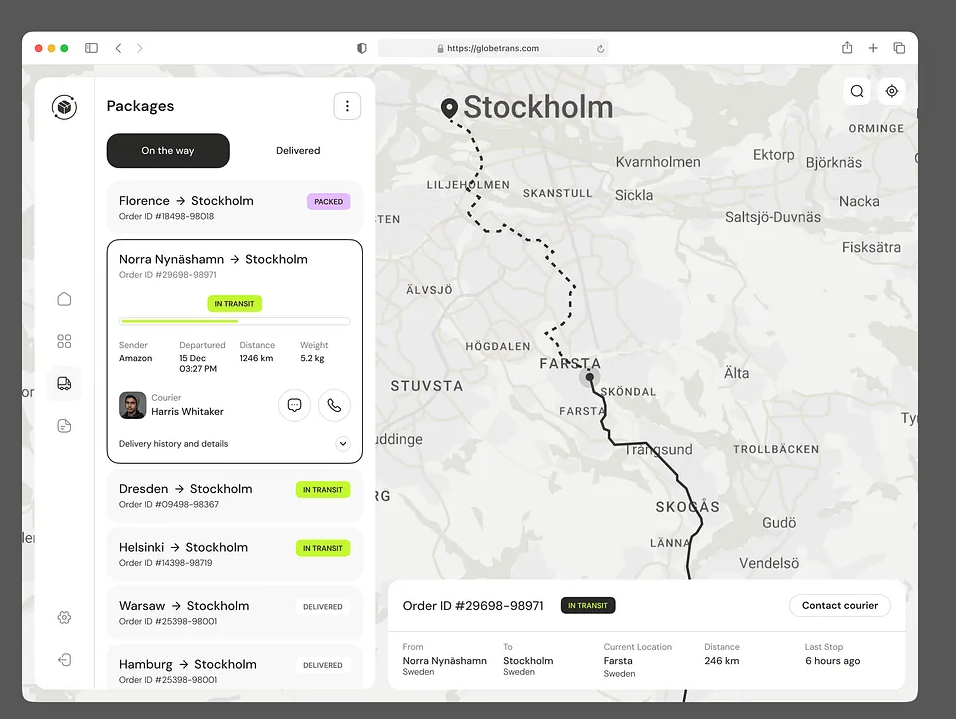 https://globetrans.com
Packages
On the way
Delivered
Florence → Stockholm
PACKED
Order ID #18498-98018
Norra Nynäshamn → Stockholm
Order ID #29698-98971
IN TRANSIT
Sender
Departured
Distance
Weight
Amazon
15 Dec
03:27 PM
1246 km
5.2 kg
Courier
Harris Whitaker
Delivery history and details
Dresden → Stockholm
IN TRANSIT
Order ID #09498-98367
Helsinki → Stockholm
IN TRANSIT
Order ID #14398-98719
Warsaw → Stockholm
DELIVERED
Order ID #25398-98001
Hamburg → Stockholm
DELIVERED
Order ID #25398-98001
Stockholm
ORMINGE
Kvarnholmen
Ektorp
Björknäs
LILJEHOLMEN
SKANSTULL
Sickla
Nacka
STEN
Saltsjö-Duvnäs
Fisksätra
ÄLVSJÖ
HÖGDALEN
FARSTA
Älta
STUVSTA
SKÖNDAL
FARSTA
uddinge
Trångsund
TROLLBÄCKEN
RG
SKOGÅS
Gudö
LÄNNA
Vendelsö
Order ID #29698-98971
IN TRANSIT
Contact courier
From
Norra Nynäshamn
Sweden
To
Stockholm
Sweden
Current Location
Farsta
Sweden
Distance
246 km
Last Stop
6 hours ago